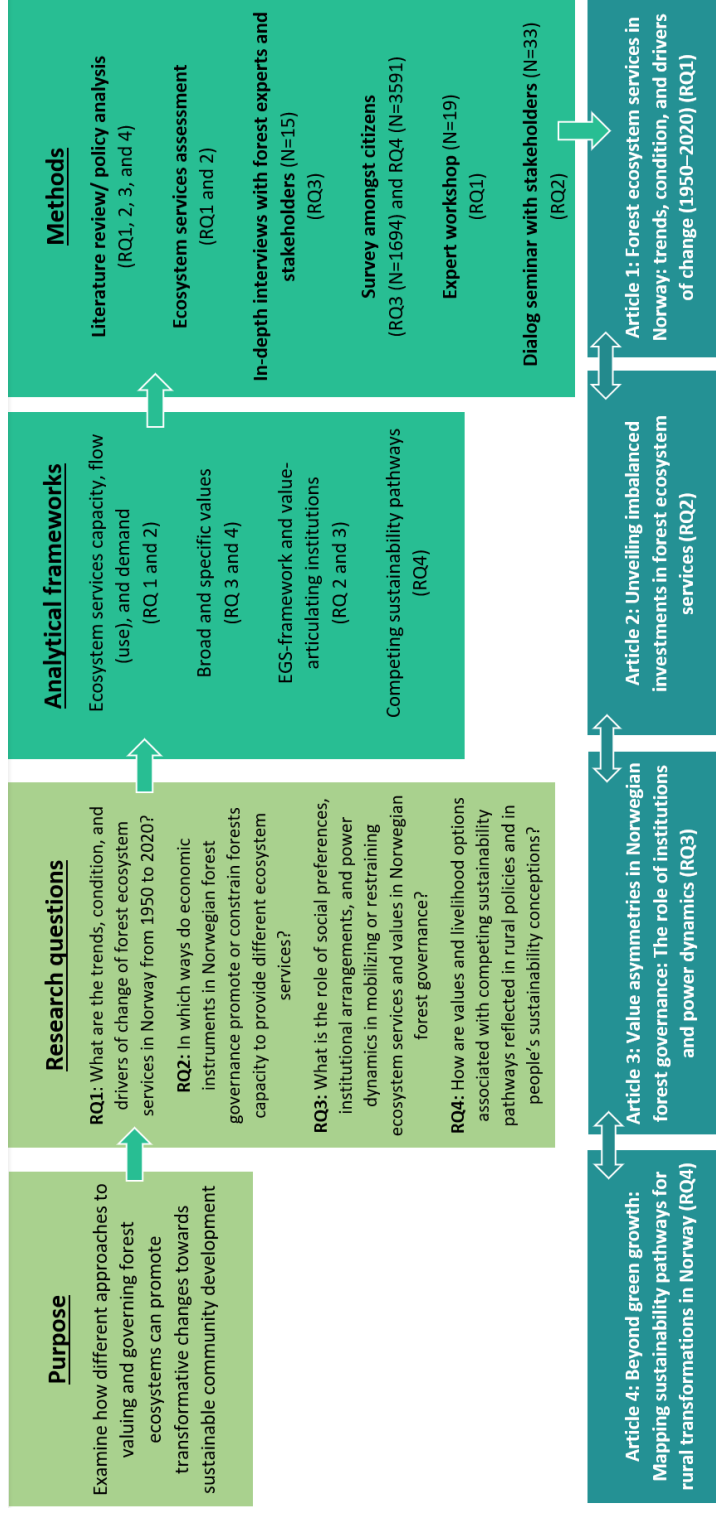 Purpose
Examine how different approaches to
valuing and governing forest
ecosystems can promote
transformative changes towards
sustainable community development
Research questions
RQ1: What are the trends, condition, and
drivers of change of forest ecosystem
services in Norway from 1950 to 2020?
RQ2: In which ways do economic
instruments in Norwegian forest
governance promote or constrain forests
capacity to provide different ecosystem
services?
RQ3: What is the role of social preferences,
institutional arrangements, and power
dynamics in mobilizing or restraining
ecosystem services and values in Norwegian
forest governance?
RQ4: How are values and livelihood options
associated with competing sustainability
pathways reflected in rural policies and in
people's sustainability conceptions?
Analytical frameworks
Ecosystem services capacity, flow
(use), and demand
(RQ 1 and 2)
Broad and specific values
(RQ 3 and 4)
EGS-framework and value-
articulating institutions
(RQ 2 and 3)
Competing sustainability pathways
(RQ4)
Methods
Literature review/ policy analysis
(RQ1, 2, 3, and 4)
Ecosystem services assessment
(RQ1 and 2)
In-depth interviews with forest experts and
stakeholders (N=15)
(RQ3)
Survey amongst citizens
(RQ3 (N=1694) and RQ4 (N=3591)
Expert workshop (N=19)
(RQ1)
Dialog seminar with stakeholders (N=33)
(RQ2)
Article 4: Beyond green growth:
Mapping sustainability pathways for
rural transformations in Norway (RQ4)
Article 3: Value asymmetries in Norwegian
forest governance: The role of institutions
and power dynamics (RQ3)
Article 2: Unveiling imbalanced
investments in forest ecosystem
services (RQ2)
Article 1: Forest ecosystem services in
Norway: trends, condition, and drivers
of change (1950–2020) (RQ1)